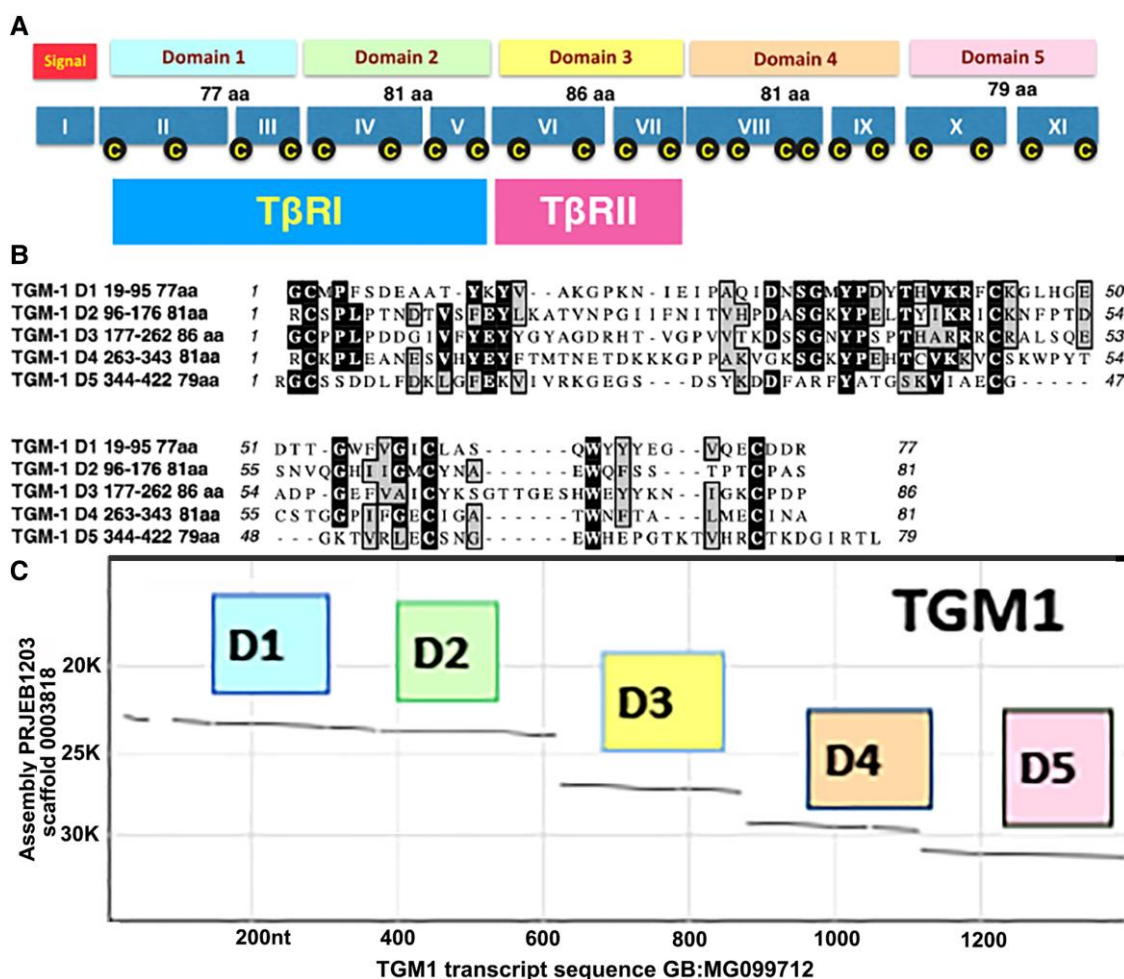 A
Signal Domain 1 Domain 2 Domain 3 Domain 4 Domain 5
77 aa 81 aa 86 aa 81 aa 79 aa
I II III IV V VI VII VIII IX X XI
C C C C C C C C C C C C C C C C C C C C C C
TβRI TβRII
B
TGM-1 D1 19-95 77aa 1 GCMPFSDEAAT-YKYV--AKGPKN-IEIPAQIDNSGMYPDYTHVKRFCKGLHGE 50
TGM-1 D2 96-176 81aa 1 RCSPLPTNDTVSFEYLKATVNPGIIFNITVHPDASGKYPELTYIKRICKNFPTD 54
TGM-1 D3 177-262 86 aa 1 GCPPLPDDGIVFYEYYGYAGDRHT-VGPVVTKDSSGNYPSPTHARRRCRALSQE 53
TGM-1 D4 263-343 81aa 1 RCKPLEANESVHYEYFTMTNETDKKKGPPAKVGKSGKYPEHTCVKKVCSKWPYT 54
TGM-1 D5 344-422 79aa 1 RGCSSDDLFDKLGFEKVIVRKGEGS--DSYKDDFARFYATGSKVIAECG----- 47
TGM-1 D1 19-95 77aa 51 DTT-GWFVGICLAS------QWYYYEG--VQECDDR 77
TGM-1 D2 96-176 81aa 55 SNVQGHIIGMCYNA------EWQFSS--TPTCPAS 81
TGM-1 D3 177-262 86 aa 54 ADP-GEFVAICYKSGTTGESHWEYYKN--IGKCPDP 86
TGM-1 D4 263-343 81aa 55 CSTGGPIFGECIGA------TWNFTA--LMECINA 81
TGM-1 D5 344-422 79aa 48 ---GKTVRLECSNG------WHEPGTKTVHRCTKDGIRTL 79
C
TGM1
D1
D2
D3
D4
D5
20K
25K
30K
Assembly PRJEB1203
scaffold 0003818
200nt 400 600 800 1000 1200
TGM1 transcript sequence GB:MG099712